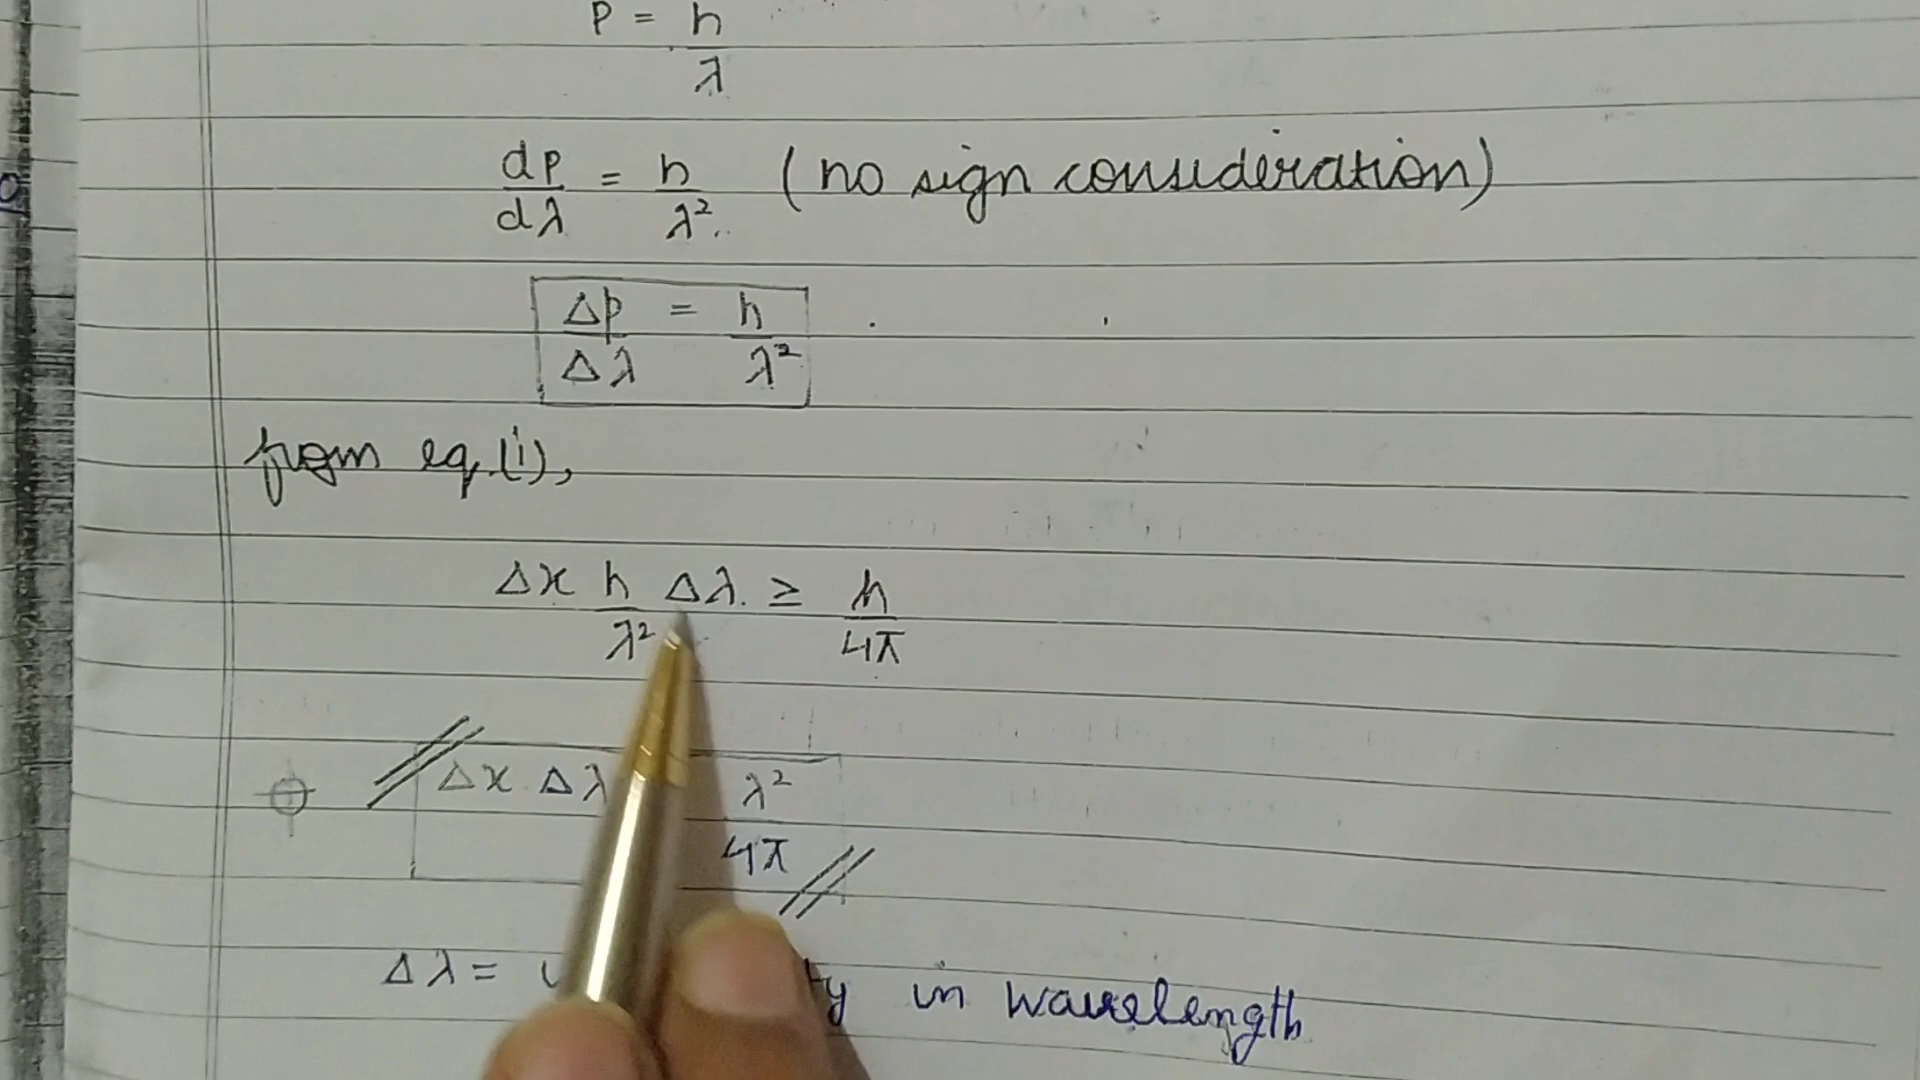 P = h/λ
dp/dλ = h/λ² (no sign consideration)
Δp/Δλ = h/λ²
from eq.(i),
Δx h/λ² Δλ ≥ h/4π
Δx. Δλ λ²/4π
Δλ = in wavelength